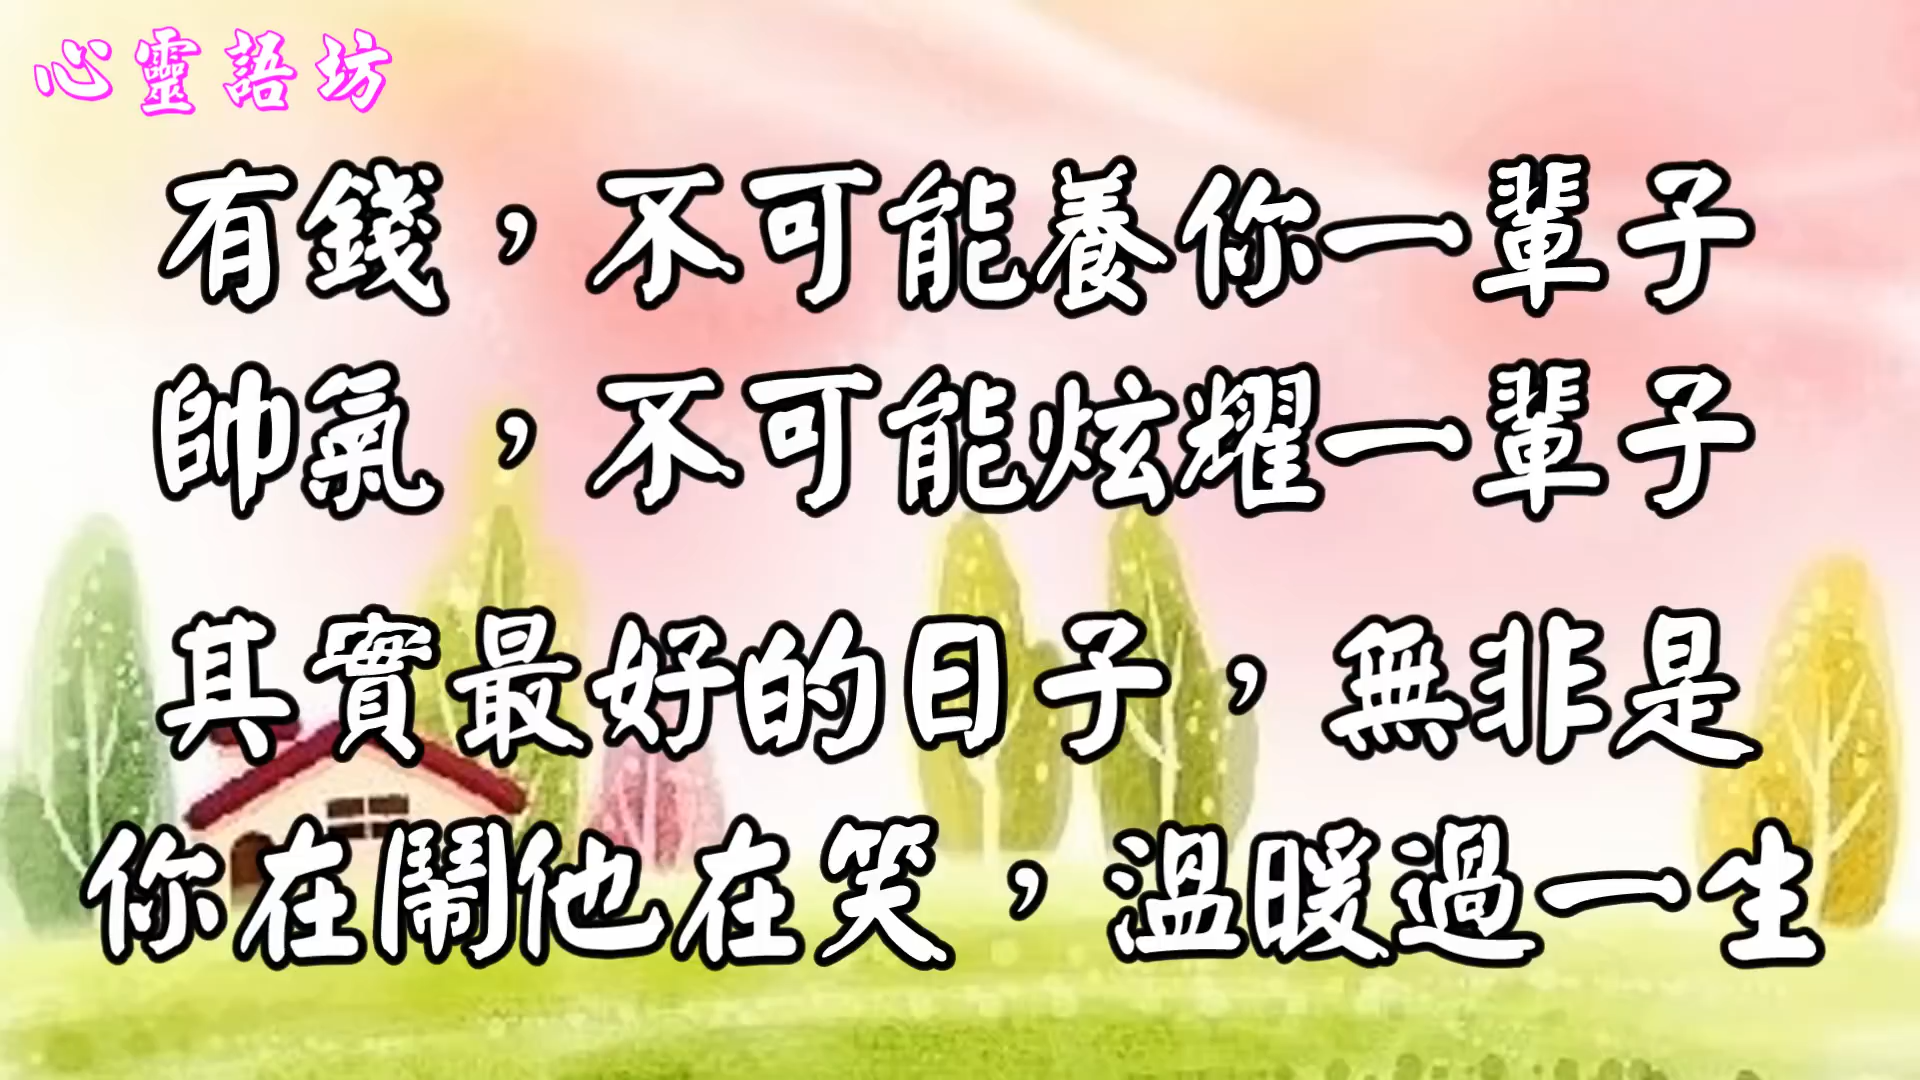 心靈語坊
有錢，不可能養你一輩子
帥氣，不可能炫耀一輩子
其實最好的日子，無非是
你在鬧他在笑，溫暖過一生